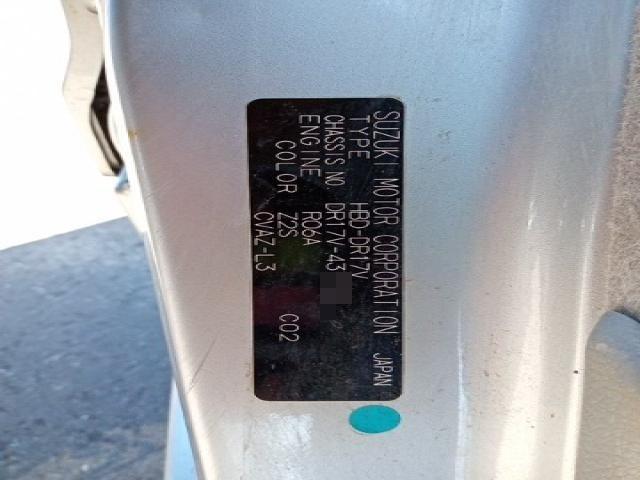 SUZUKI MOTOR CORPORATION JAPAN
TYPE HBD-DR17V
CHASSIS NO DR17V-43
ENGINE R06A
COLOR Z2S C02
CVAZ-L3